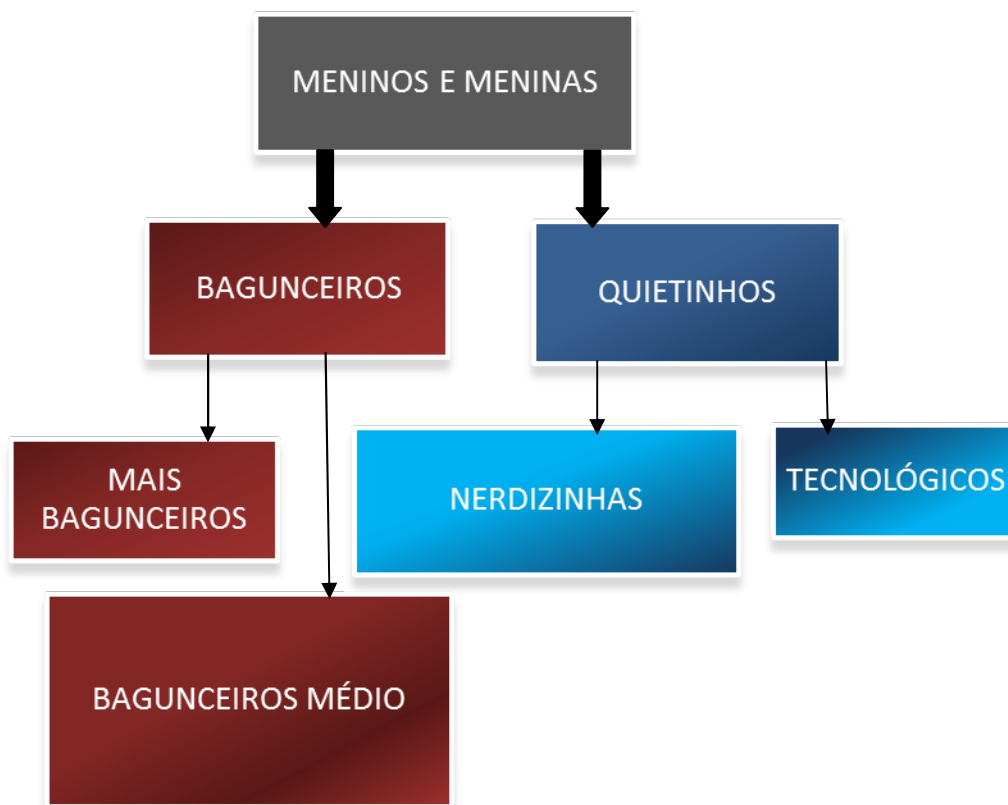 MENINOS E MENINAS
BAGUNCEIROS
QUIETINHOS
MAIS
BAGUNCEIROS
NERDIZINHAS
TECNOLÓGICOS
BAGUNCEIROS MÉDIO